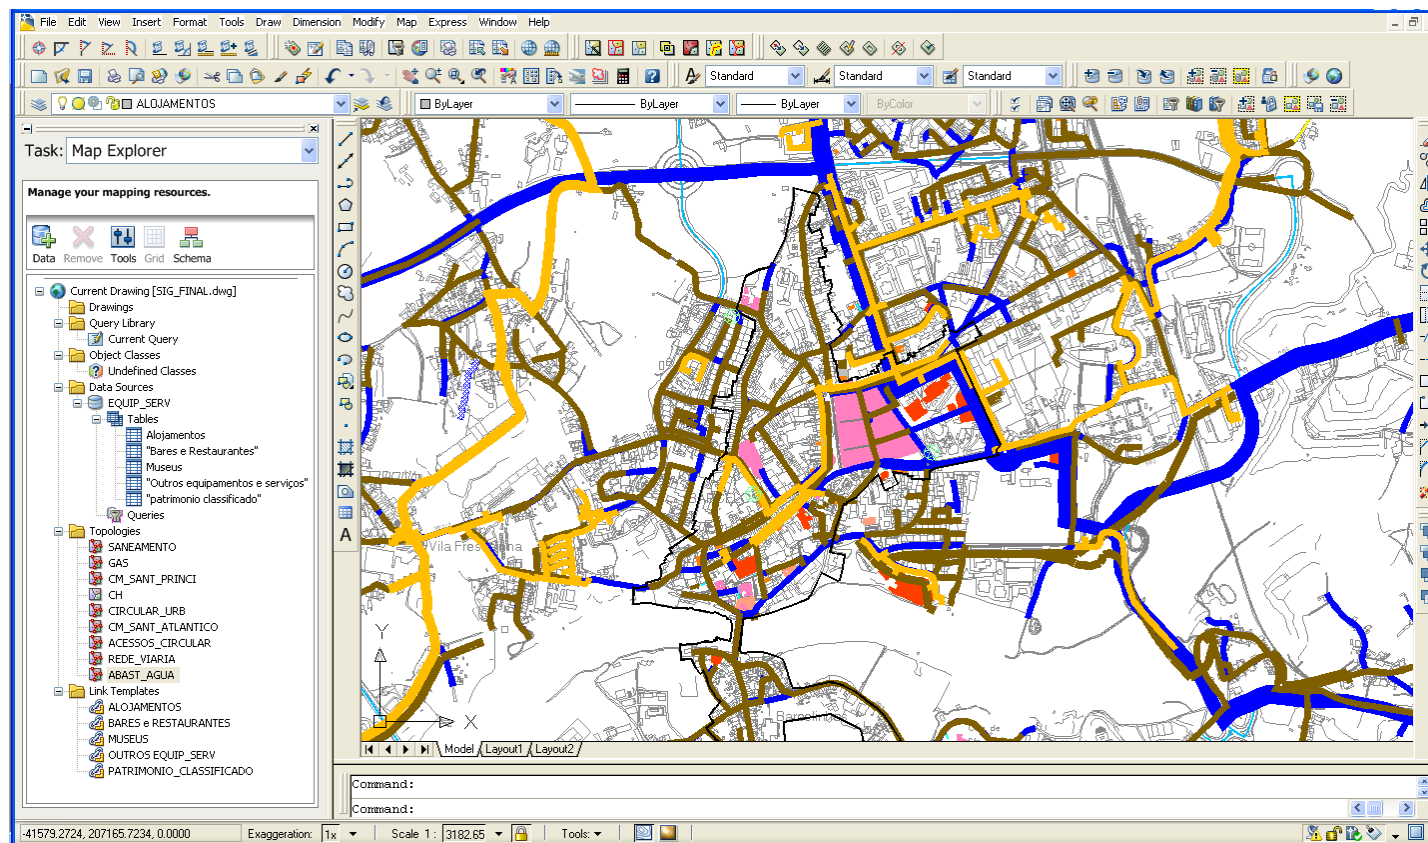 File Edit View Insert Format Tools Draw Dimension Modify Map Express Window Help
Standard Standard Standard
ALOJAMENTOS ByLayer ByLayer ByLayer ByColor
Task: Map Explorer
Manage your mapping resources.
Data Remove Tools Grid Schema
Current Drawing [SIG_FINAL.dwg]
Drawings
Query Library
Current Query
Object Classes
Undefined Classes
Data Sources
EQUIP_SERV
Tables
Alojamentos
"Bares e Restaurantes"
Museus
"Outros equipamentos e serviços"
"patrimonio classificado"
Queries
Topologies
SANEAMENTO
GAS
CM_SANT_PRINCI
CH
CIRCULAR_URB
CM_SANT_ATLANTICO
ACESSOS_CIRCULAR
REDE_VIARIA
ABAST_AGUA
Link Templates
ALOJAMENTOS
BARES e RESTAURANTES
MUSEUS
OUTROS EQUIP_SERV
PATRIMONIO_CLASSIFICADO
Vila
Y
X
Model Layout1 Layout2
Command:
Command:
-41579.2724, 207165.7234, 0.0000 Exaggeration: 1x Scale 1: 3182.65 Tools: